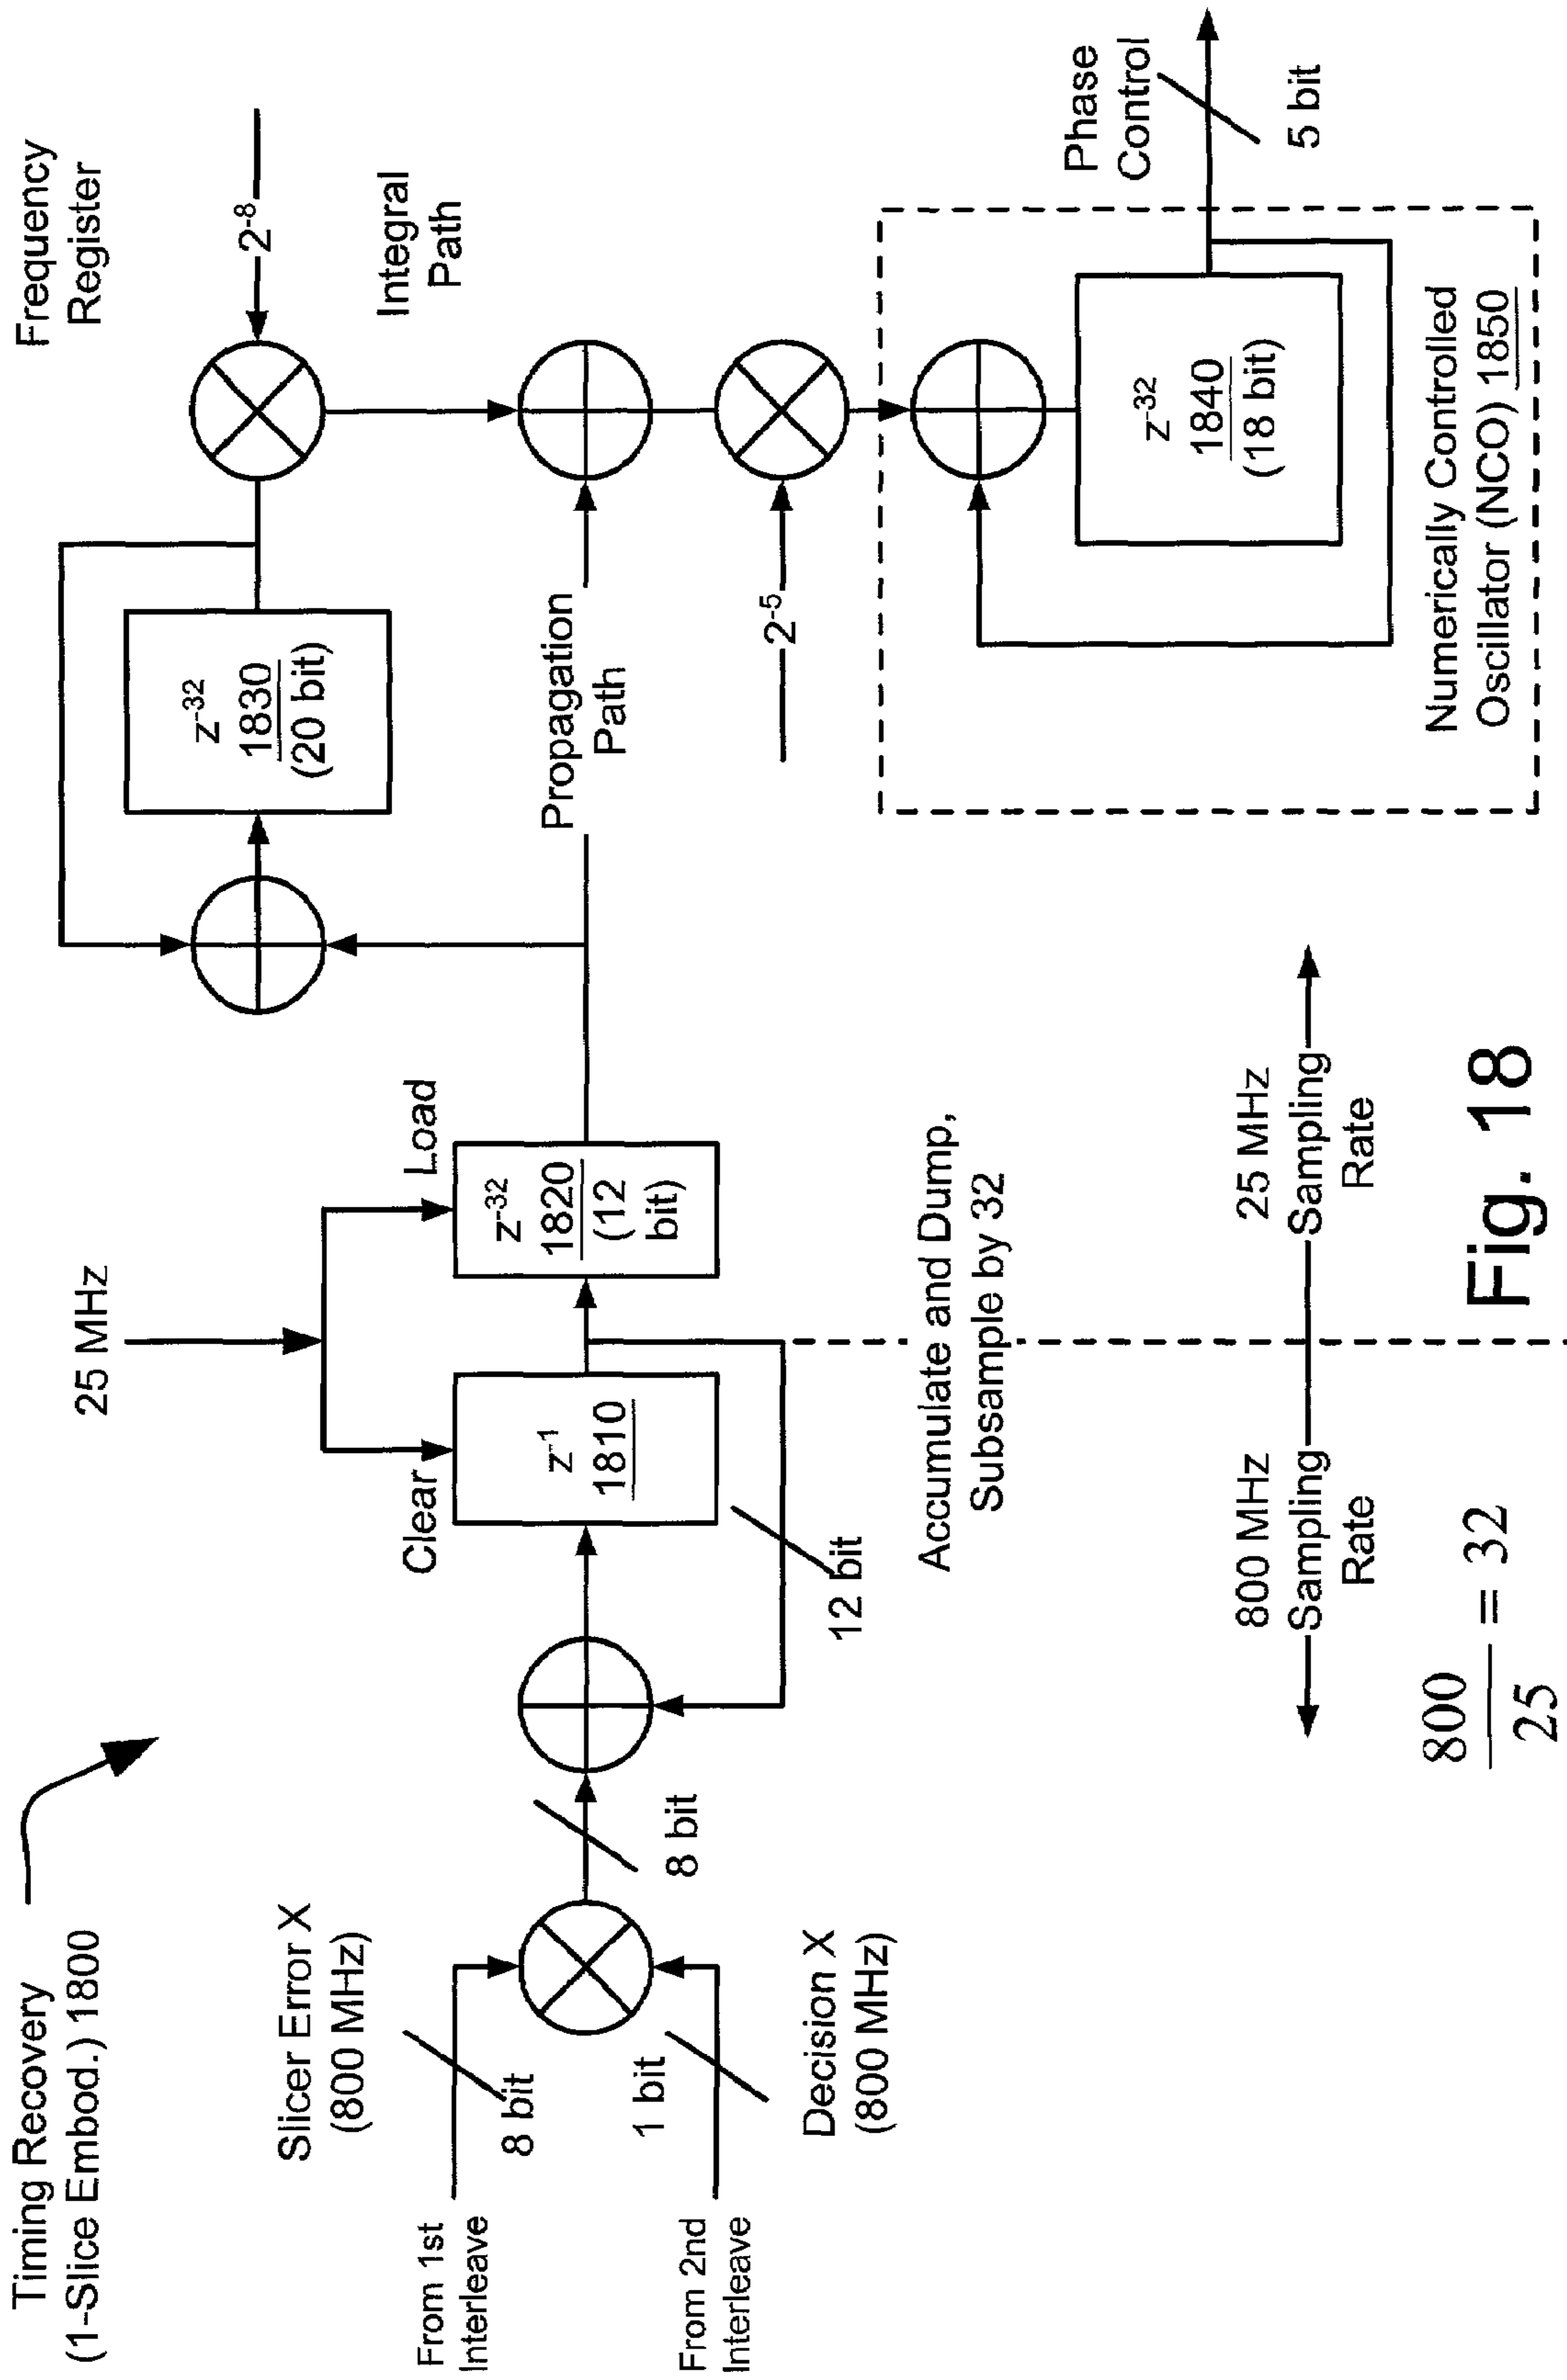 Timing Recovery
(1-Slice Embod.) 1800
25 MHz
Frequency
Register
z-32
1830
(20 bit)
2-8
Integral
Path
Slicer Error X
(800 MHz)
From 1st
Interleave
8 bit
From 2nd
Interleave
1 bit
Decision X
(800 MHz)
8 bit
Clear
z-1
1810
12 bit
Load
z-32
1820
(12
bit)
Propagation
Path
2-5
z-32
1840
(18 bit)
Numerically Controlled
Oscillator (NCO) 1850
Phase
Control
5 bit
Accumulate and Dump,
Subsample by 32
800 MHz
Sampling
Rate
25 MHz
Sampling
Rate
800
25
= 32
Fig. 18